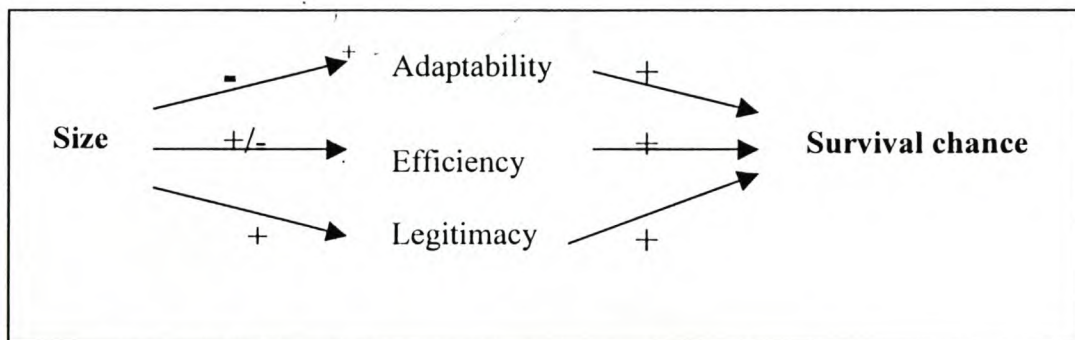 +
- Adaptability +
Size +/- Efficiency + Survival chance
+ Legitimacy +